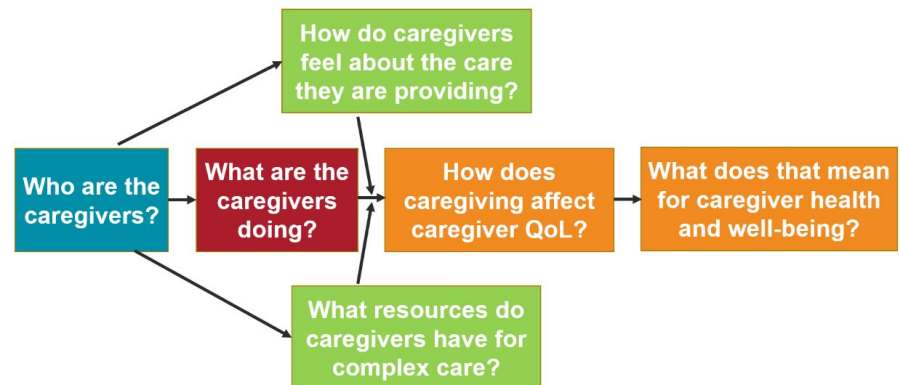 How do caregivers
feel about the care
they are providing?
Who are the
caregivers?
What are the
caregivers
doing?
How does
caregiving affect
caregiver QoL?
What does that mean
for caregiver health
and well-being?
What resources do
caregivers have for
complex care?